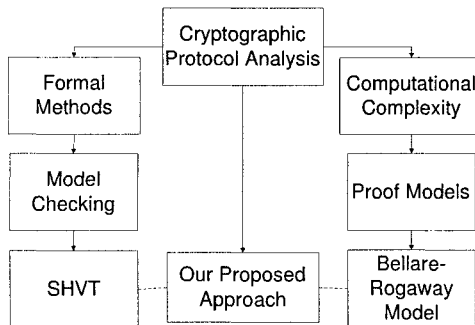 Cryptographic
Protocol Analysis
Formal
Methods
Computational
Complexity
Model
Checking
Proof Models
SHVT
Our Proposed
Approach
Bellare-
Rogaway
Model